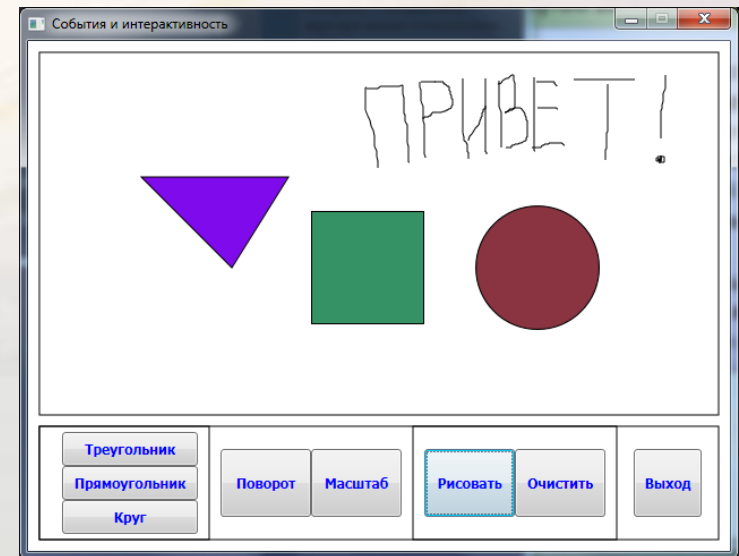 События и интерактивность
ПРИВЕТ!
Треугольник
Прямоугольник
Круг
Поворот
Масштаб
Рисовать
Очистить
Выход